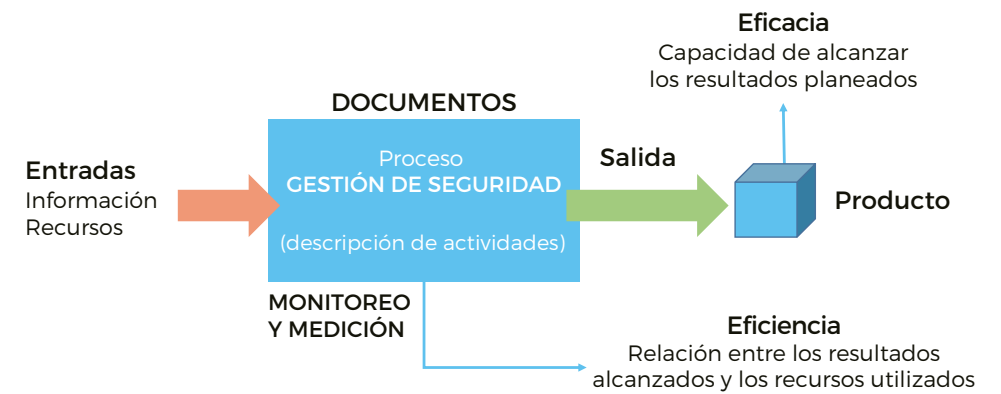 Eficacia
Capacidad de alcanzar
los resultados planeados
DOCUMENTOS
Entradas
Información
Recursos
Proceso
GESTIÓN DE SEGURIDAD
(descripción de actividades)
Salida
Producto
MONITOREO
Y MEDICIÓN
Eficiencia
Relación entre los resultados
alcanzados y los recursos utilizados